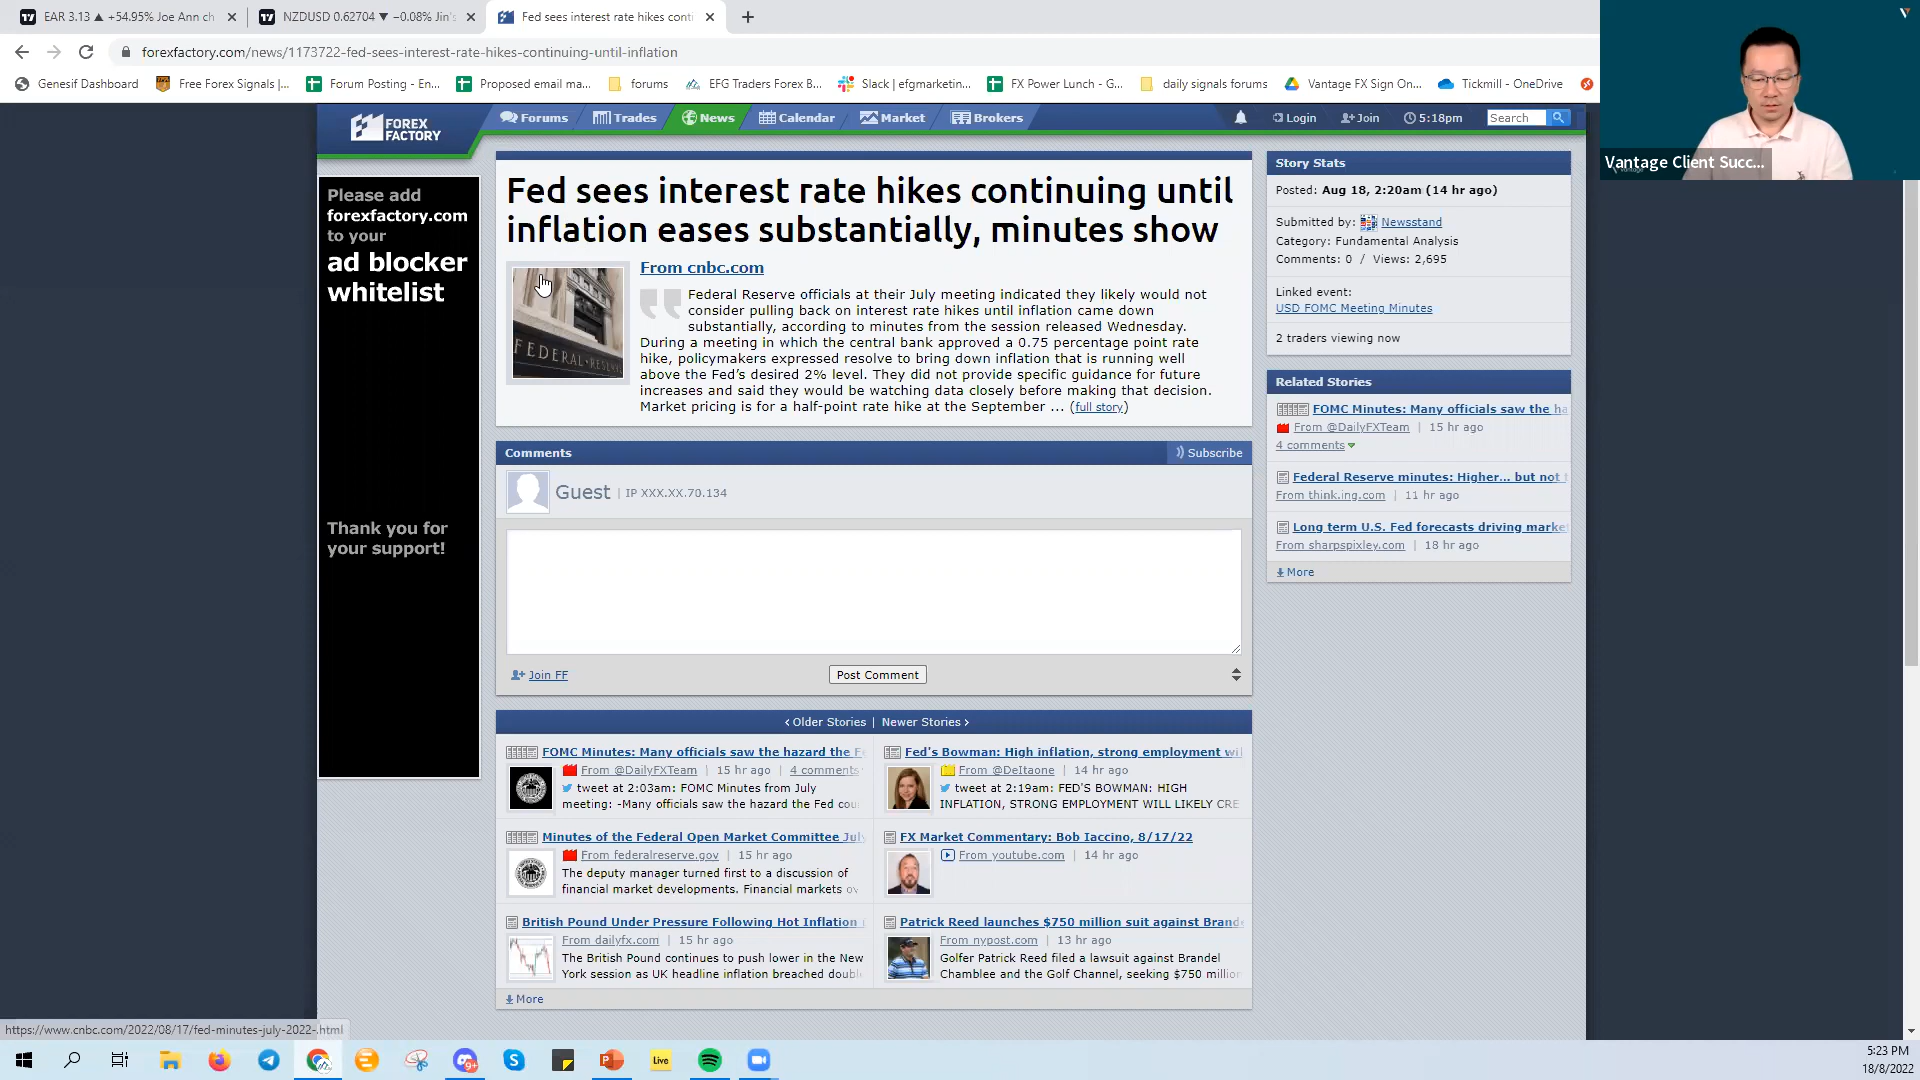 EAR 3.13 ▲ +54.95% Joe Ann ch
NZDUSD 0.62704 ▼ −0.08% Jin's
Fed sees interest rate hikes conti
forexfactory.com/news/1173722-fed-sees-interest-rate-hikes-continuing-until-inflation
Genesif Dashboard
Free Forex Signals |...
Forum Posting - En...
Proposed email ma...
forums
EFG Traders Forex B...
Slack | efgmarketin...
FX Power Lunch - G...
daily signals forums
Vantage FX Sign On...
Tickmill - OneDrive
Vantage Client Succ...
FOREX
FACTORY
Forums
Trades
News
Calendar
Market
Brokers
Login
Join
5:18pm
Search
Please add
forexfactory.com
to your
ad blocker
whitelist
Thank you for
your support!
Fed sees interest rate hikes continuing until
inflation eases substantially, minutes show
From cnbc.com
FEDERAL RESERVE
Federal Reserve officials at their July meeting indicated they likely would not
consider pulling back on interest rate hikes until inflation came down
substantially, according to minutes from the session released Wednesday.
During a meeting in which the central bank approved a 0.75 percentage point rate
hike, policymakers expressed resolve to bring down inflation that is running well
above the Fed's desired 2% level. They did not provide specific guidance for future
increases and said they would be watching data closely before making that decision.
Market pricing is for a half-point rate hike at the September ... (full story)
Story Stats
Posted: Aug 18, 2:20am (14 hr ago)
Submitted by: Newsstand
Category: Fundamental Analysis
Comments: 0 / Views: 2,695
Linked event:
USD FOMC Meeting Minutes
2 traders viewing now
Related Stories
FOMC Minutes: Many officials saw the ha
From @DailyFXTeam | 15 hr ago
4 comments
Federal Reserve minutes: Higher... but not t
From think.ing.com | 11 hr ago
Long term U.S. Fed forecasts driving marke
From sharpspixley.com | 18 hr ago
More
Comments
Subscribe
Guest | IP XXX.XX.70.134
Join FF
Post Comment
‹ Older Stories | Newer Stories ›
FOMC Minutes: Many officials saw the hazard the F
From @DailyFXTeam | 15 hr ago | 4 comments
tweet at 2:03am: FOMC Minutes from July
meeting: -Many officials saw the hazard the Fed cou
Minutes of the Federal Open Market Committee Jul
From federalreserve.gov | 15 hr ago
The deputy manager turned first to a discussion of
financial market developments. Financial markets ov
British Pound Under Pressure Following Hot Inflation
From dailyfx.com | 15 hr ago
The British Pound continues to push lower in the New
York session as UK headline inflation breached doubl
Fed's Bowman: High inflation, strong employment wi
From @DeItaone | 14 hr ago
tweet at 2:19am: FED'S BOWMAN: HIGH
INFLATION, STRONG EMPLOYMENT WILL LIKELY CRE
FX Market Commentary: Bob Iaccino, 8/17/22
From youtube.com | 14 hr ago
Patrick Reed launches $750 million suit against Brand
From nypost.com | 13 hr ago
Golfer Patrick Reed filed a lawsuit against Brandel
Chamblee and the Golf Channel, seeking $750 millio
More
https://www.cnbc.com/2022/08/17/fed-minutes-july-2022-.html
9+
Live
5:23 PM
18/8/2022